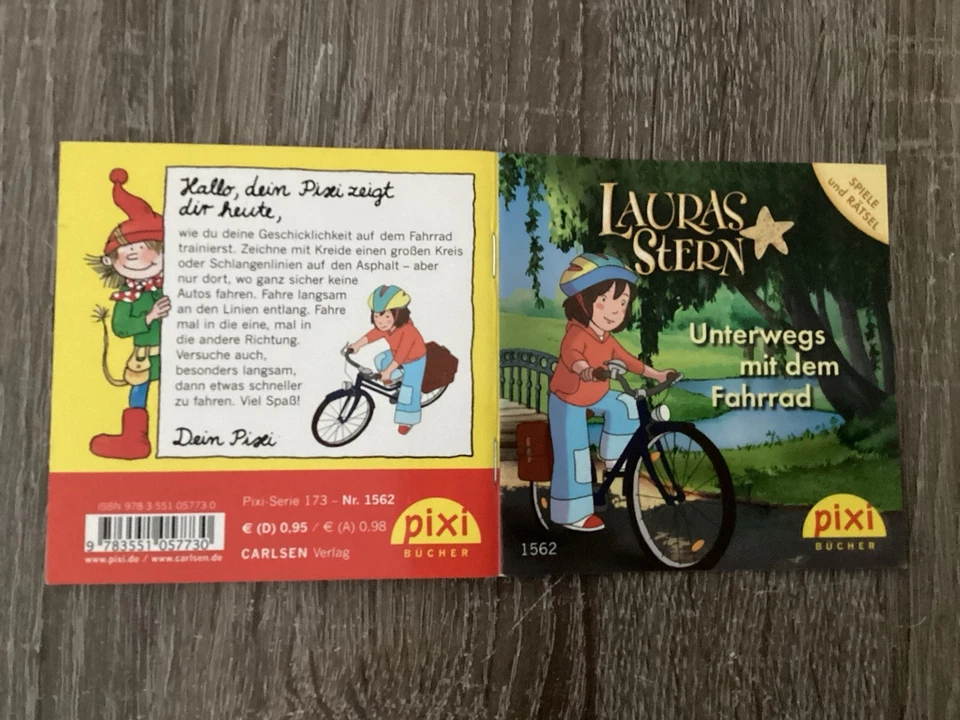 Hallo, dein Pixi zeigt
dir heute,
wie du deine Geschicklichkeit auf dem Fahrrad
trainierst. Zeichne mit Kreide einen großen Kreis
oder Schlangenlinien auf den Asphalt – aber
nur dort, wo ganz sicher keine
Autos fahren. Fahre langsam
an den Linien entlang. Fahre
mal in die eine, mal in
die andere Richtung.
Versuche auch,
besonders langsam,
dann etwas schneller
zu fahren. Viel Spaß!
Dein Pixi
ISBN 978-3-551-05773-0
9 783551 057730
www.pixi.de / www.carlsen.de
Pixi-Serie 173 – Nr. 1562
€ (D) 0,95 / € (A) 0,98
CARLSEN Verlag
pixi
BÜCHER
SPIELE
und RÄTSEL
LAURAS
STERN
Unterwegs
mit dem
Fahrrad
1562
pixi
BÜCHER